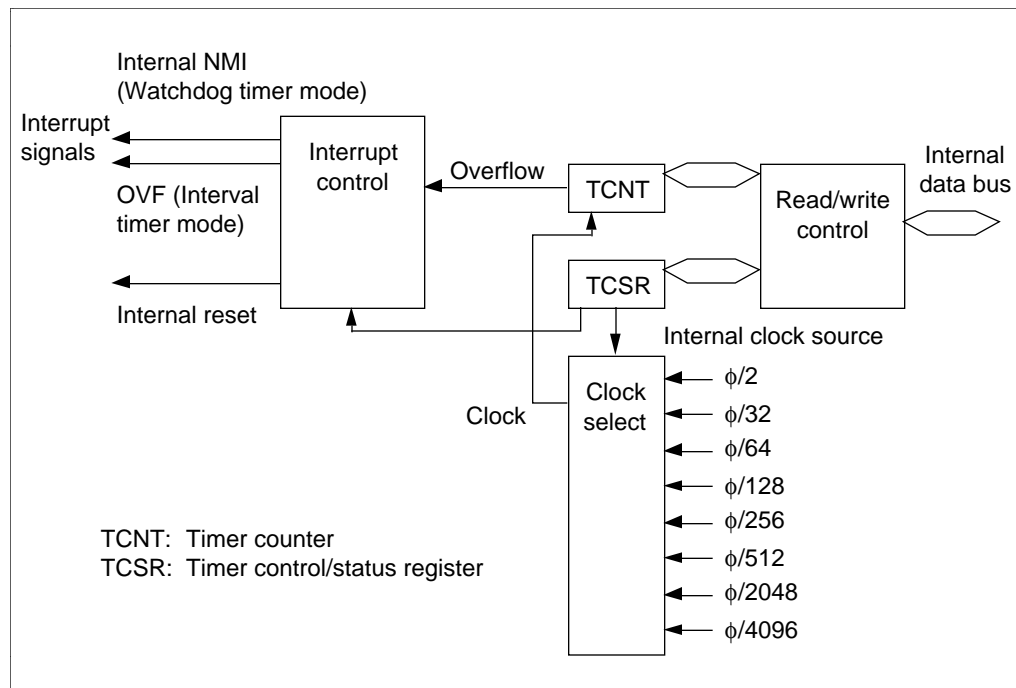 Internal NMI
(Watchdog timer mode)
Interrupt
signals
OVF (Interval
timer mode)
Internal reset
Interrupt
control
Overflow
TCNT
TCSR
Read/write
control
Internal
data bus
Internal clock source
Clock
Clock
select
ϕ/2
ϕ/32
ϕ/64
ϕ/128
ϕ/256
ϕ/512
ϕ/2048
ϕ/4096
TCNT: Timer counter
TCSR: Timer control/status register